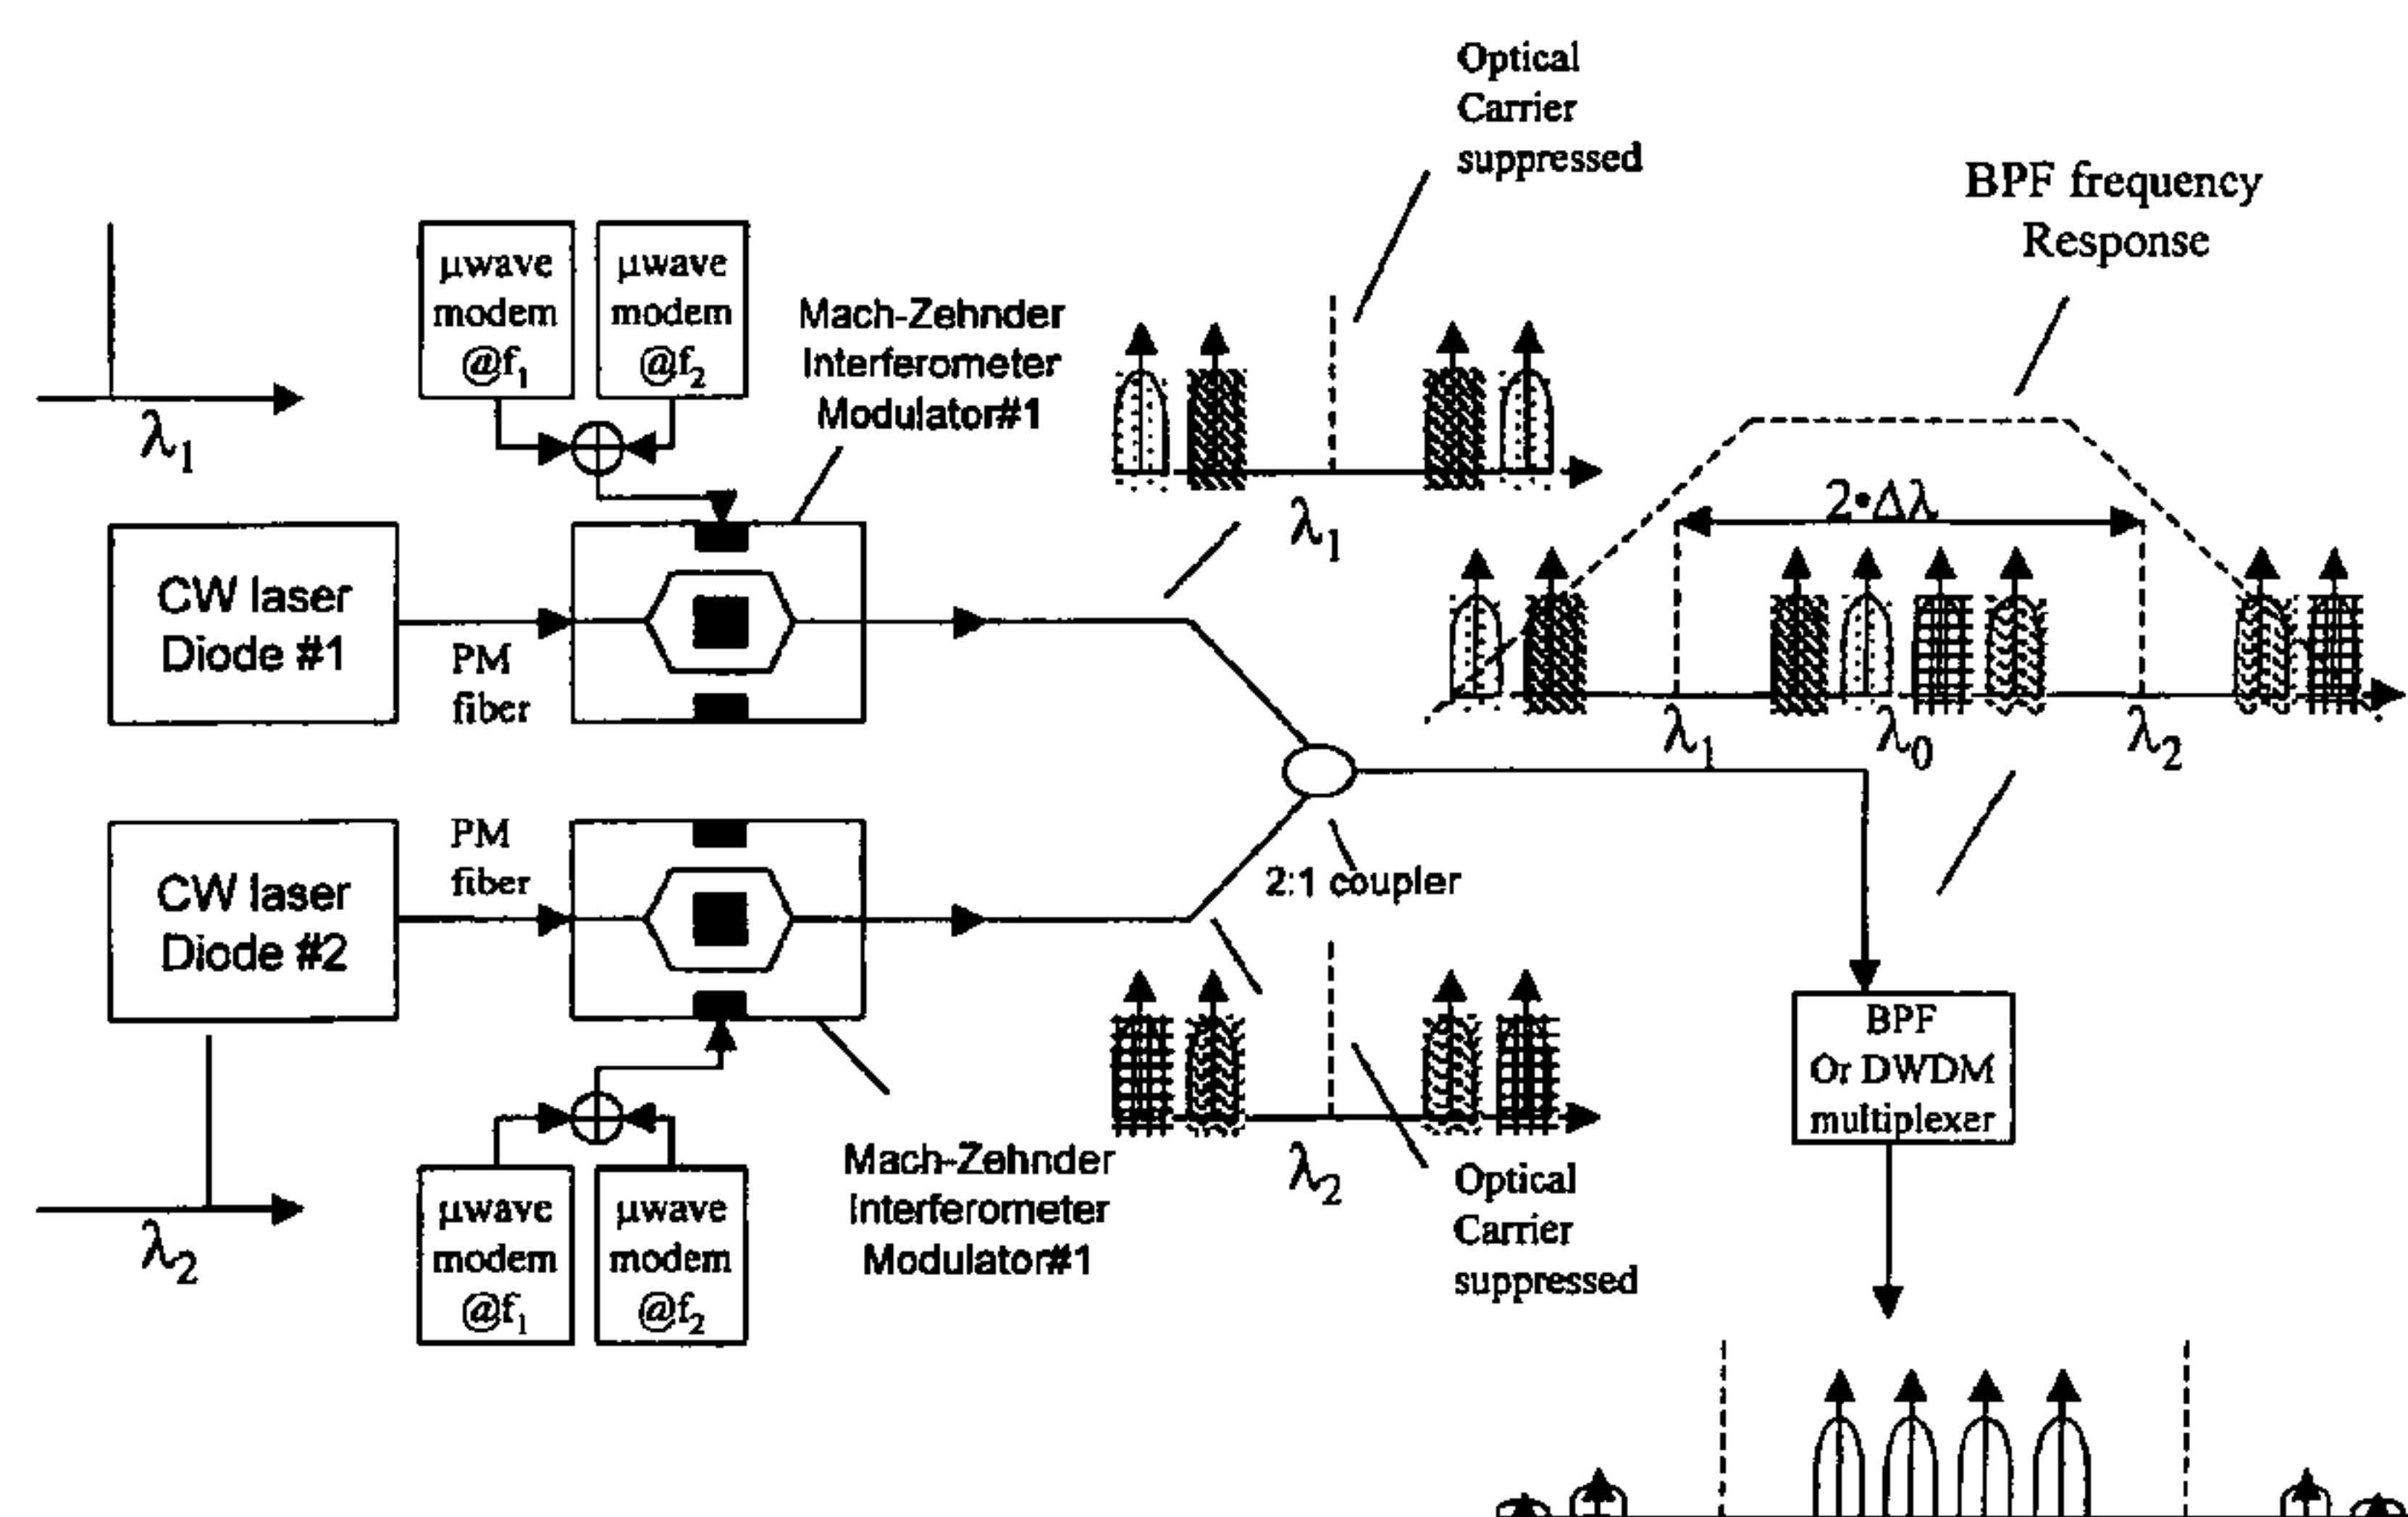 Optical
Carrier
suppressed
BPF frequency
Response
μwave
modem
@f₁
μwave
modem
@f₂
Mach-Zehnder
Interferometer
Modulator#1
λ₁
λ₁
2•Δλ
CW laser
Diode #1
PM
fiber
λ₁
λ₀
λ₂
PM
fiber
CW laser
Diode #2
2:1 coupler
BPF
Or DWDM
multiplexer
λ₂
Optical
Carrier
suppressed
Mach-Zehnder
Interferometer
Modulator#1
λ₂
μwave
modem
@f₁
μwave
modem
@f₂